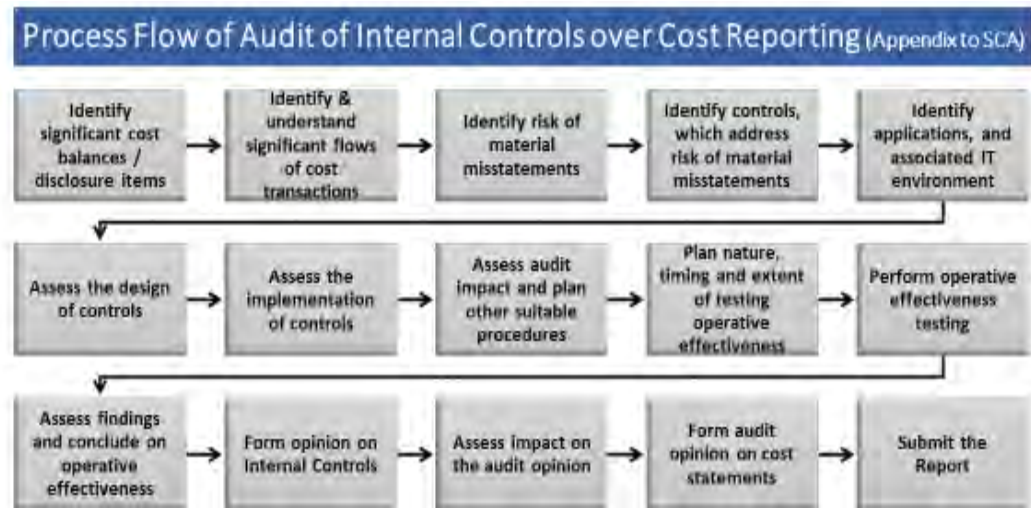 Process Flow of Audit of Internal Controls over Cost Reporting (Appendix to SCA)
Identify
significant cost
balances /
disclosure items
Identify &
understand
significant flows
of cost
transactions
Identify risk of
material
misstatements
Identify controls,
which address
risk of material
misstatements
Identify
applications, and
associated IT
environment
Assess the design
of controls
Assess the
implementation
of controls
Assess audit
impact and plan
other suitable
procedures
Plan nature,
timing and extent
of testing
operative
effectiveness
Perform operative
effectiveness
testing
Assess findings
and conclude on
operative
effectiveness
Form opinion on
Internal Controls
Assess impact on
the audit opinion
Form audit
opinion on cost
statements
Submit the
Report